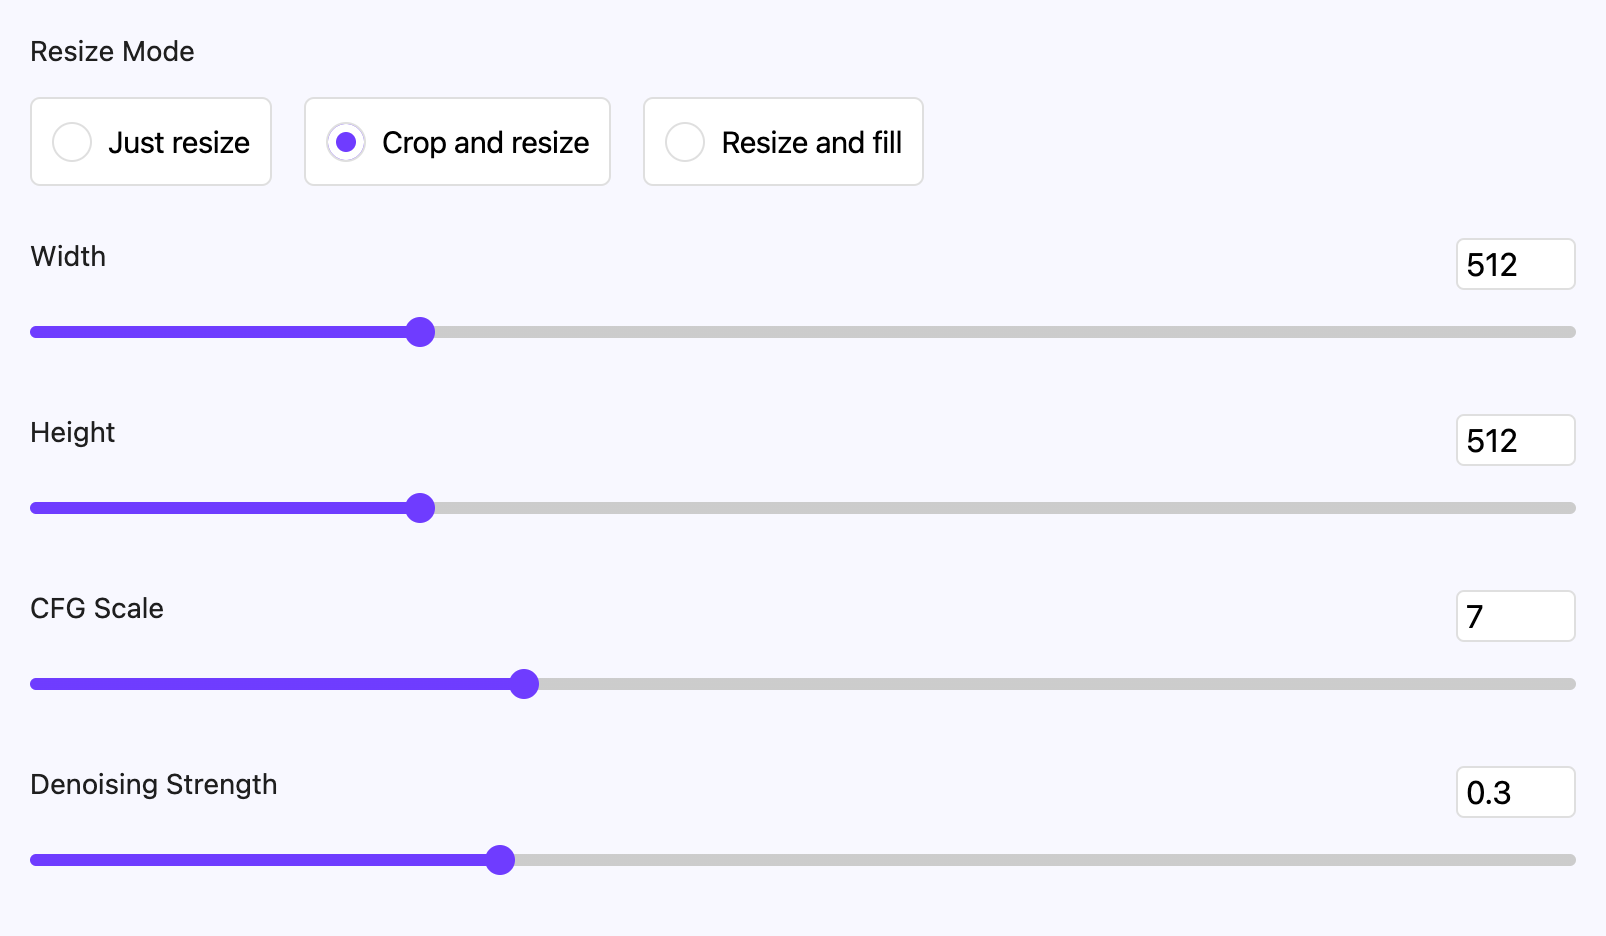 Resize Mode
Just resize
Crop and resize
Resize and fill
Width
512
Height
512
CFG Scale
7
Denoising Strength
0.3